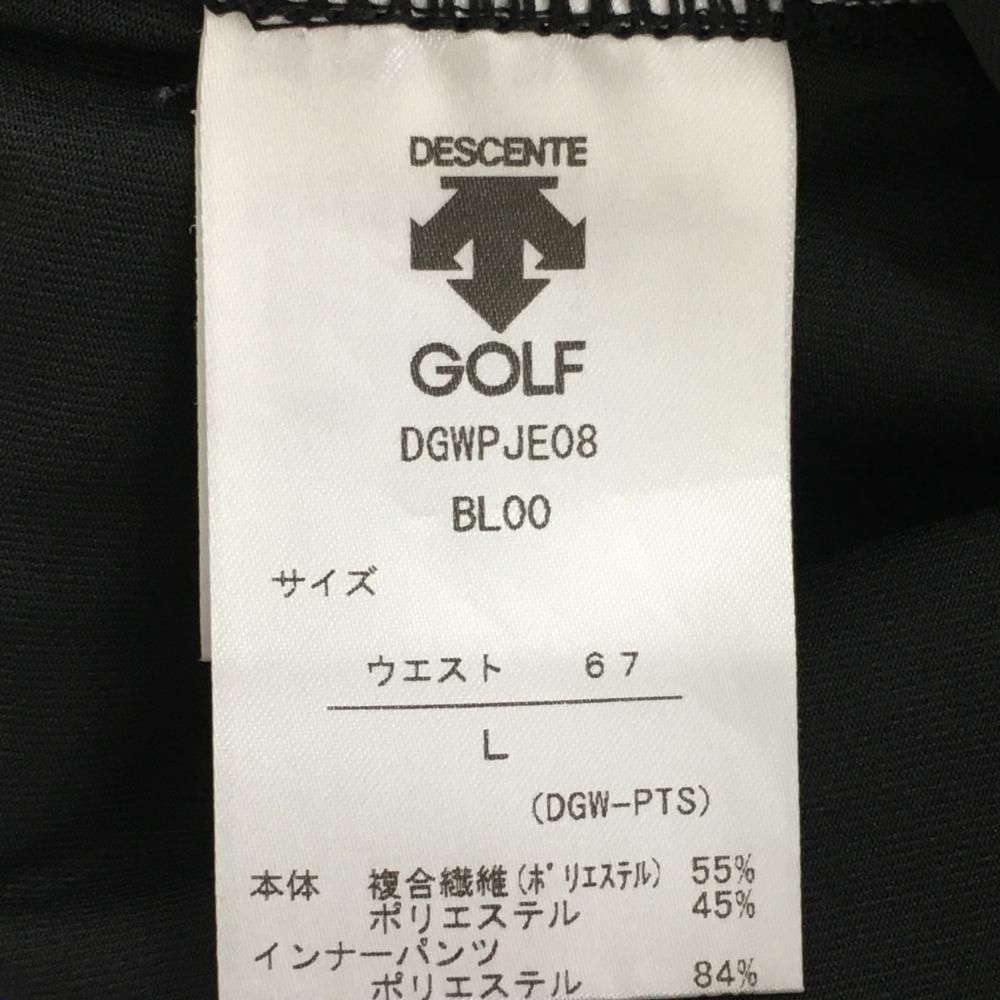 DESCENTE
GOLF
DGWPJE08
BL00
サイズ
ウエスト 67
L
(DGW-PTS)
本体 複合繊維(ポリエステル) 55%
ポリエステル 45%
インナーパンツ
ポリエステル 84%